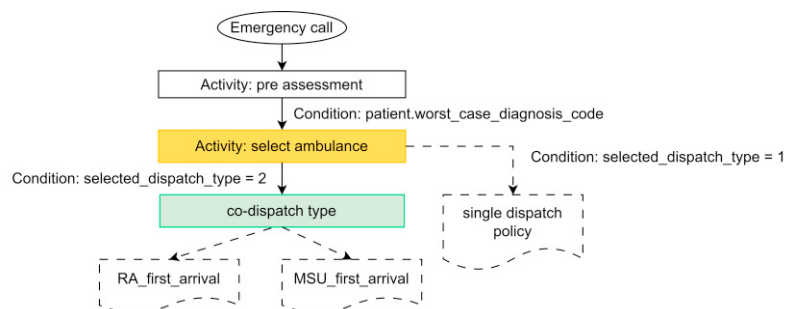 Emergency call
Activity: pre assessment
Condition: patient.worst_case_diagnosis_code
Activity: select ambulance
Condition: selected_dispatch_type = 1
Condition: selected_dispatch_type = 2
co-dispatch type
single dispatch
policy
RA_first_arrival
MSU_first_arrival